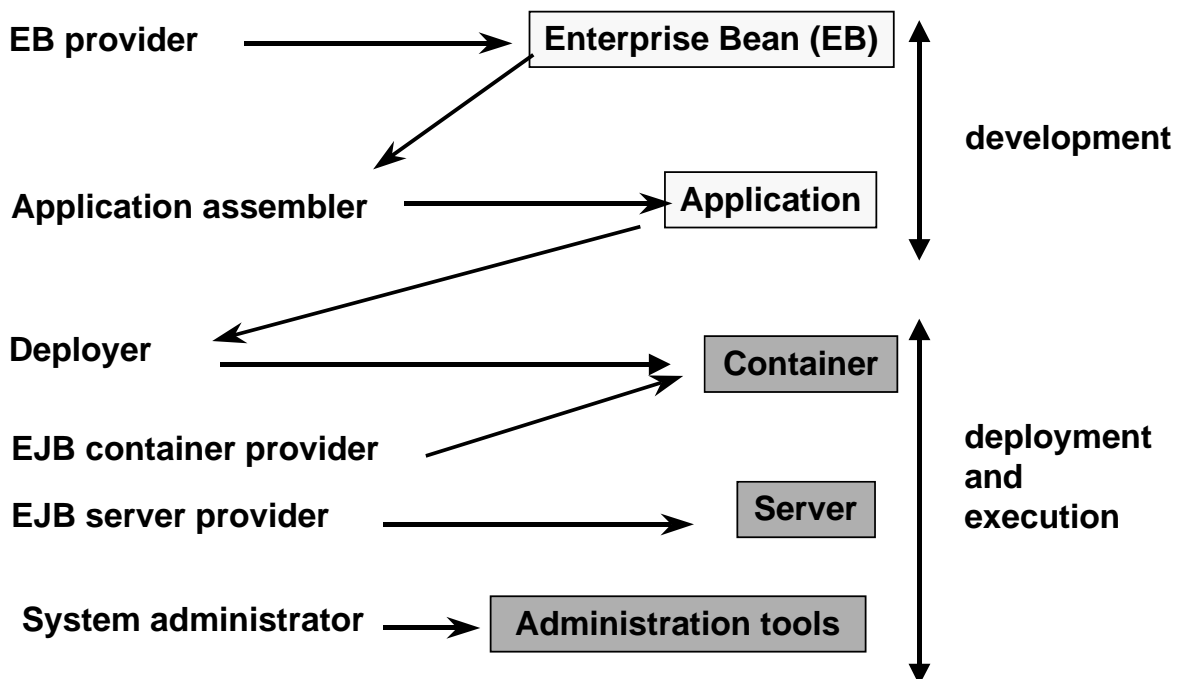 EB provider
Enterprise Bean (EB)
development
Application assembler
Application
Deployer
Container
EJB container provider
deployment
and
execution
EJB server provider
Server
System administrator
Administration tools